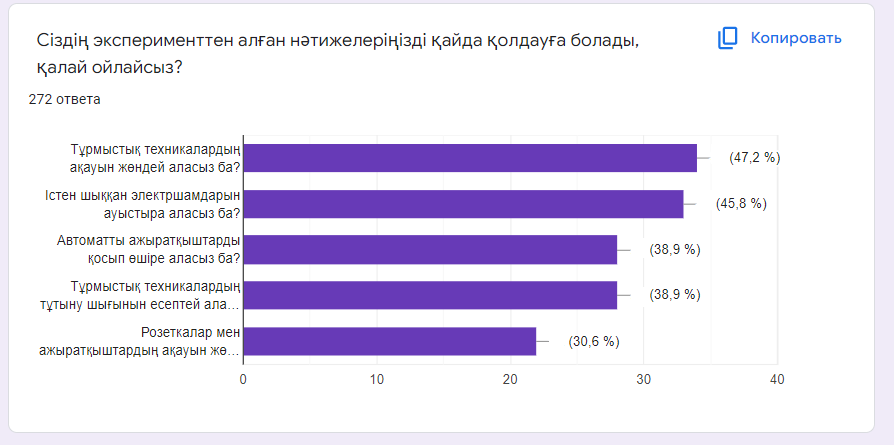 Сіздің эксперименттен алған нәтижелеріңізді қайда қолдауға болады,
қалай ойлайсыз?
Копировать
272 ответа
Тұрмыстық техникалардың
ақауын жөндей аласыз ба?
(47,2 %)
Істен шыққан электршамдарын
ауыстыра аласыз ба?
(45,8 %)
Автоматты ажыратқыштарды
қосып өшіре аласыз ба?
(38,9 %)
Тұрмыстық техникалардың
тұтыну шығынын есептей ала…
(38,9 %)
Розеткалар мен
ажыратқыштардың ақауын жө…
(30,6 %)
0 10 20 30 40